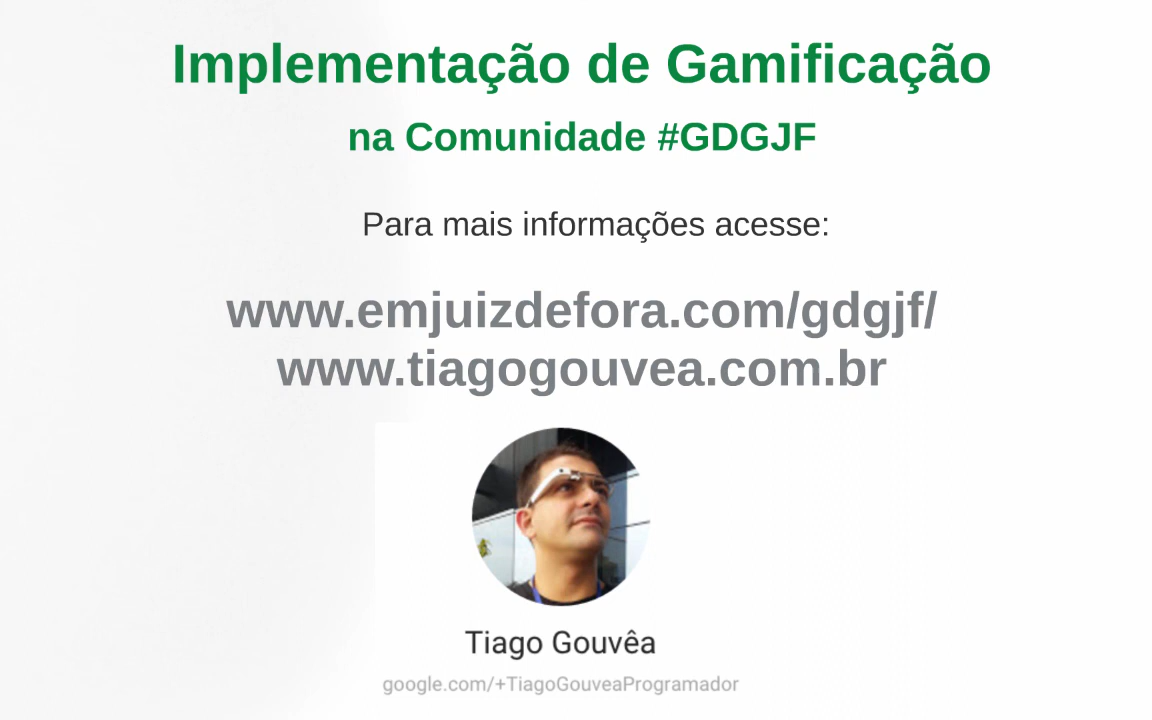 Implementação de Gamificação
na Comunidade #GDGJF
Para mais informações acesse:
www.emjuizdefora.com/gdgjf/
www.tiagogouvea.com.br
Tiago Gouvêa
google.com/+TiagoGouveaProgramador